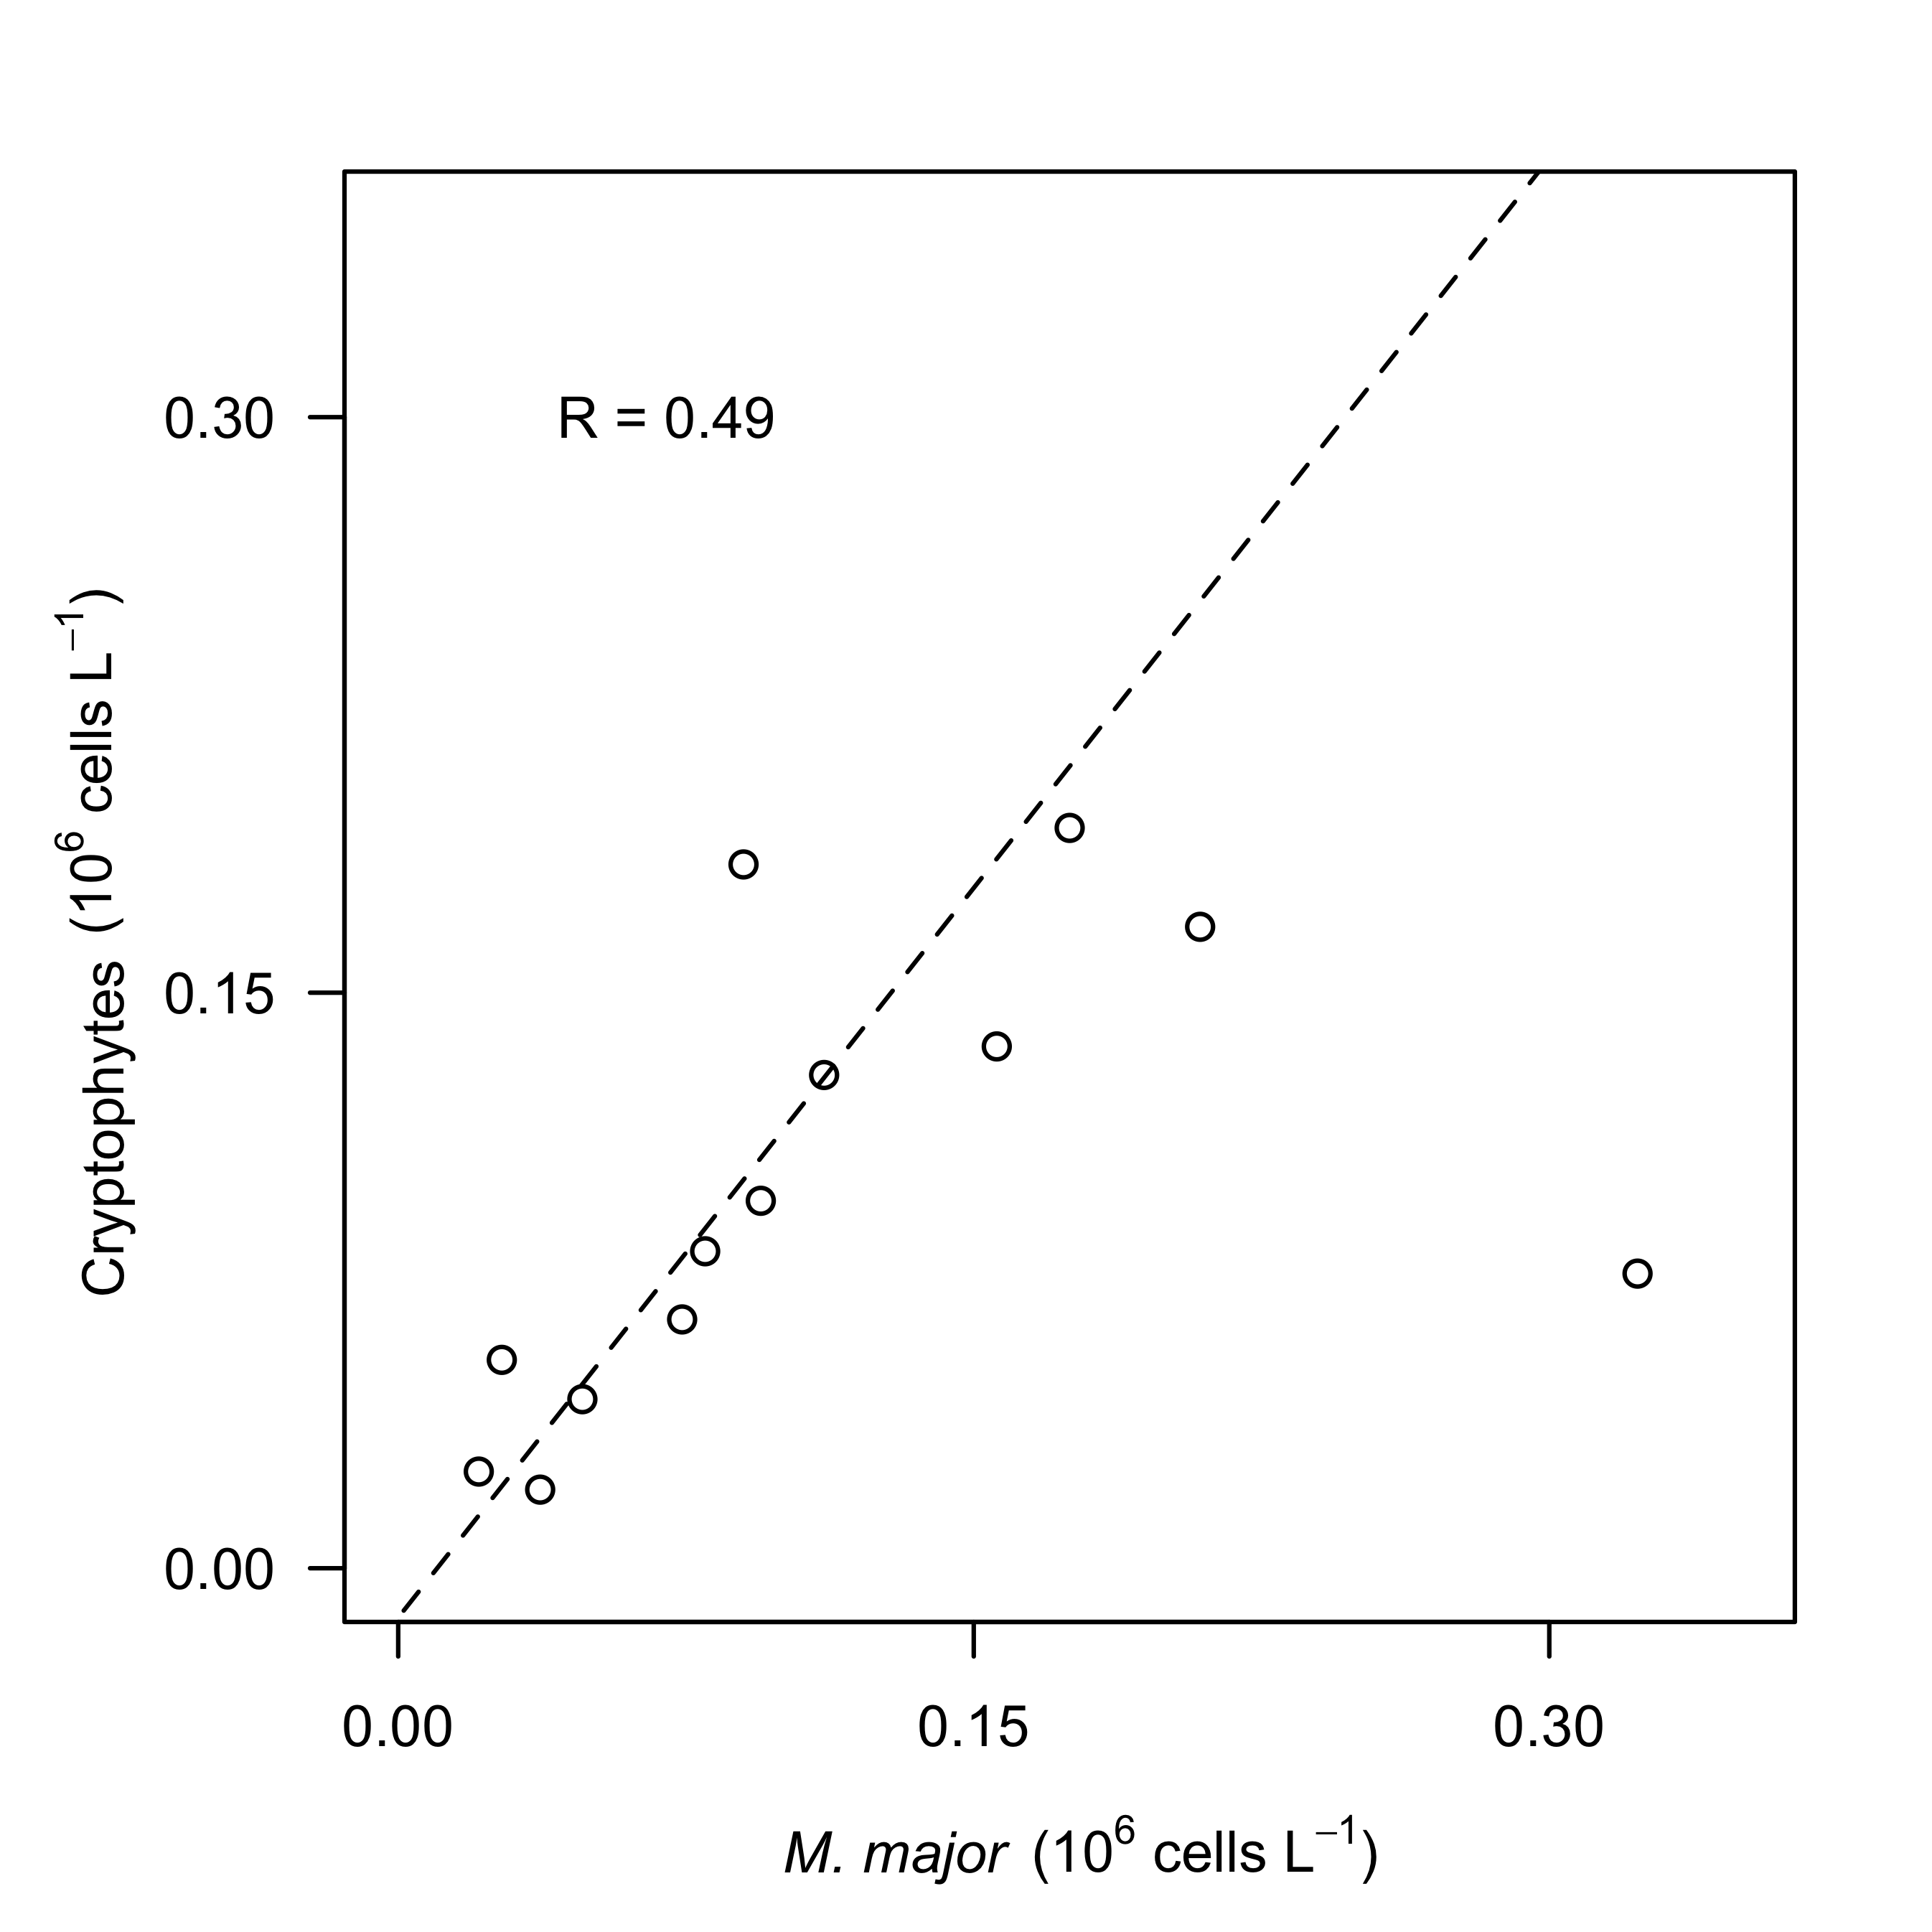 R = 0.49
0.30
0.15
0.00
Cryptophytes (10⁶ cells L⁻¹)
0.00 0.15 0.30
M. major (10⁶ cells L⁻¹)